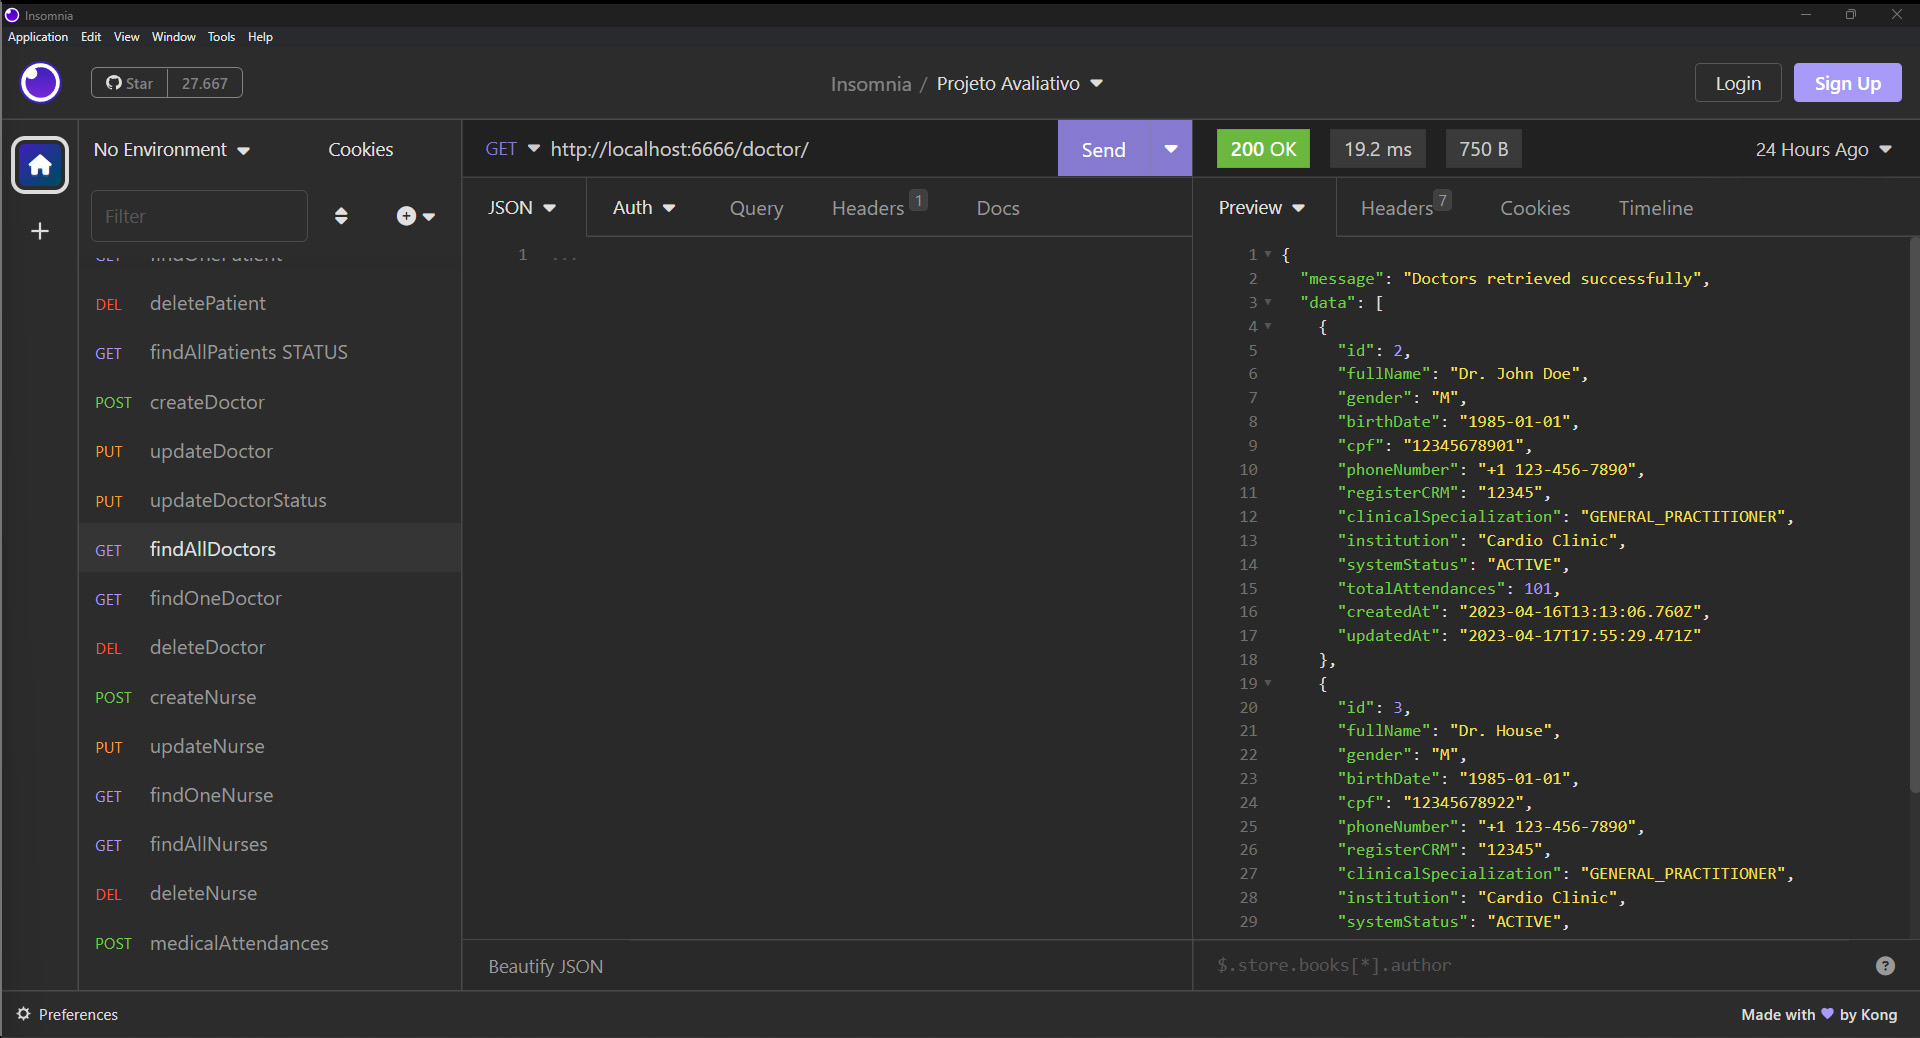 Insomnia
Application Edit View Window Tools Help
Star 27.667
Insomnia / Projeto Avaliativo
Login Sign Up
No Environment Cookies
Filter
findOnePatient
DEL deletePatient
GET findAllPatients STATUS
POST createDoctor
PUT updateDoctor
PUT updateDoctorStatus
GET findAllDoctors
GET findOneDoctor
DEL deleteDoctor
POST createNurse
PUT updateNurse
GET findOneNurse
GET findAllNurses
DEL deleteNurse
POST medicalAttendances
GET http://localhost:6666/doctor/ Send
JSON Auth Query Headers 1 Docs
1 ...
Beautify JSON
200 OK 19.2 ms 750 B 24 Hours Ago
Preview Headers 7 Cookies Timeline
1 {
2 "message": "Doctors retrieved successfully",
3 "data": [
4 {
5 "id": 2,
6 "fullName": "Dr. John Doe",
7 "gender": "M",
8 "birthDate": "1985-01-01",
9 "cpf": "12345678901",
10 "phoneNumber": "+1 123-456-7890",
11 "registerCRM": "12345",
12 "clinicalSpecialization": "GENERAL_PRACTITIONER",
13 "institution": "Cardio Clinic",
14 "systemStatus": "ACTIVE",
15 "totalAttendances": 101,
16 "createdAt": "2023-04-16T13:13:06.760Z",
17 "updatedAt": "2023-04-17T17:55:29.471Z"
18 },
19 {
20 "id": 3,
21 "fullName": "Dr. House",
22 "gender": "M",
23 "birthDate": "1985-01-01",
24 "cpf": "12345678922",
25 "phoneNumber": "+1 123-456-7890",
26 "registerCRM": "12345",
27 "clinicalSpecialization": "GENERAL_PRACTITIONER",
28 "institution": "Cardio Clinic",
29 "systemStatus": "ACTIVE",
$.store.books[*].author
Preferences
Made with by Kong